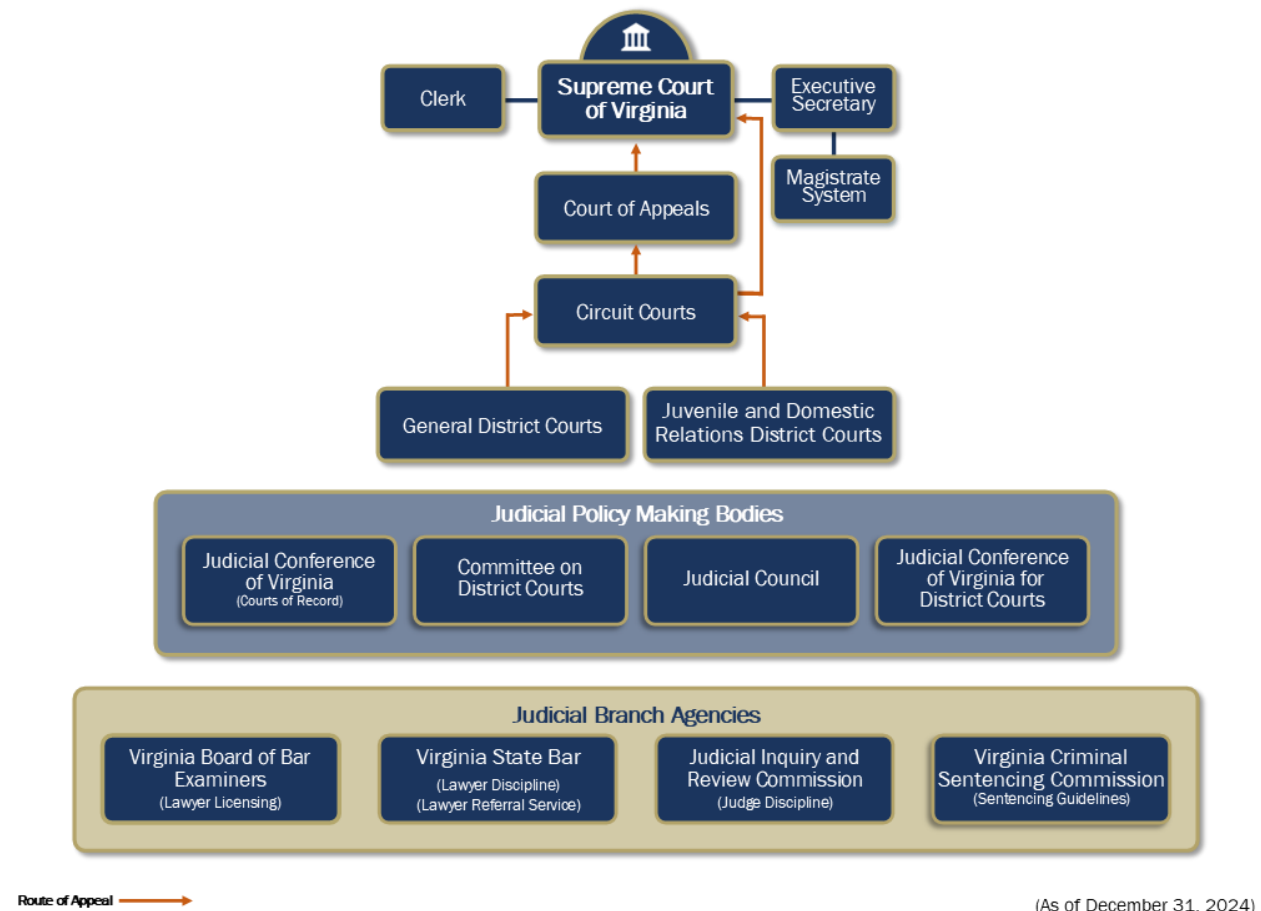 Clerk
Supreme Court
of Virginia
Executive
Secretary
Magistrate
System
Court of Appeals
Circuit Courts
General District Courts
Juvenile and Domestic
Relations District Courts
Judicial Policy Making Bodies
Judicial Conference
of Virginia
(Courts of Record)
Committee on
District Courts
Judicial Council
Judicial Conference
of Virginia for
District Courts
Judicial Branch Agencies
Virginia Board of Bar
Examiners
(Lawyer Licensing)
Virginia State Bar
(Lawyer Discipline)
(Lawyer Referral Service)
Judicial Inquiry and
Review Commission
(Judge Discipline)
Virginia Criminal
Sentencing Commission
(Sentencing Guidelines)
Route of Appeal
(As of December 31, 2024)